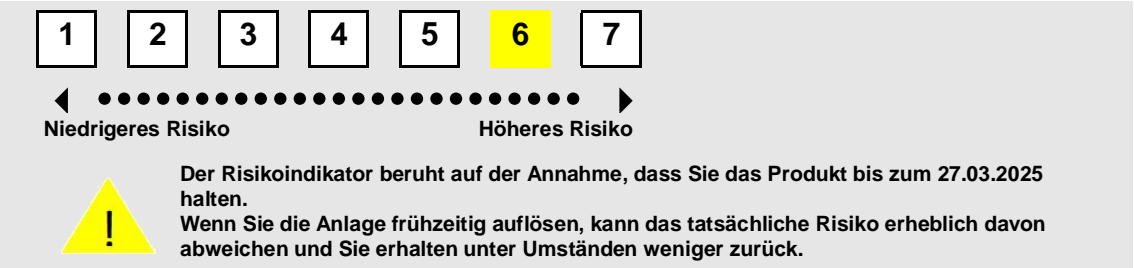 1 2 3 4 5 6 7
Niedrigeres Risiko Höheres Risiko
Der Risikoindikator beruht auf der Annahme, dass Sie das Produkt bis zum 27.03.2025
halten.
Wenn Sie die Anlage frühzeitig auflösen, kann das tatsächliche Risiko erheblich davon
abweichen und Sie erhalten unter Umständen weniger zurück.
!